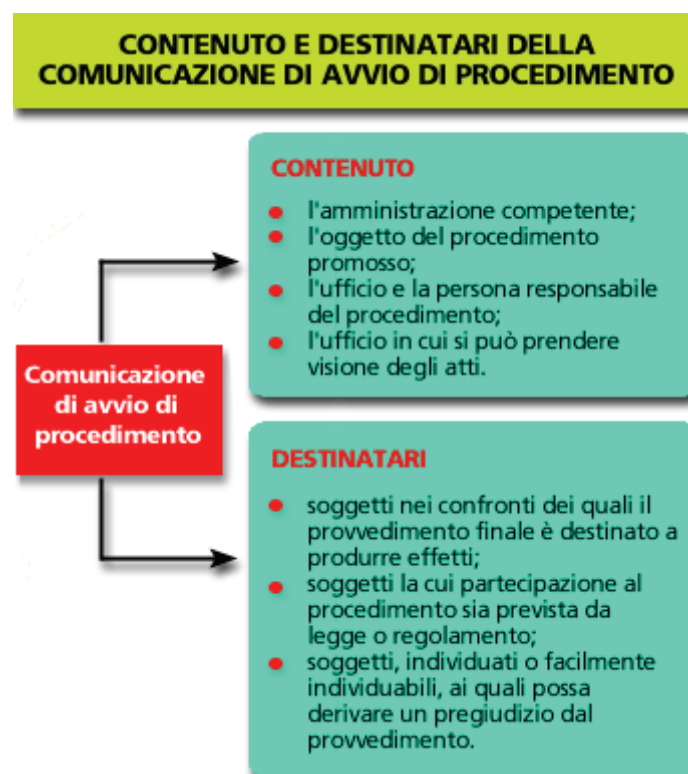 CONTENUTO E DESTINATARI DELLA
COMUNICAZIONE DI AVVIO DI PROCEDIMENTO
CONTENUTO
l'amministrazione competente;
l'oggetto del procedimento
promosso;
l'ufficio e la persona responsabile
del procedimento;
l'ufficio in cui si può prendere
visione degli atti.
Comunicazione
di avvio di
procedimento
DESTINATARI
soggetti nei confronti dei quali il
provvedimento finale è destinato a
produrre effetti;
soggetti la cui partecipazione al
procedimento sia prevista da
legge o regolamento;
soggetti, individuati o facilmente
individuabili, ai quali possa
derivare un pregiudizio dal
provvedimento.